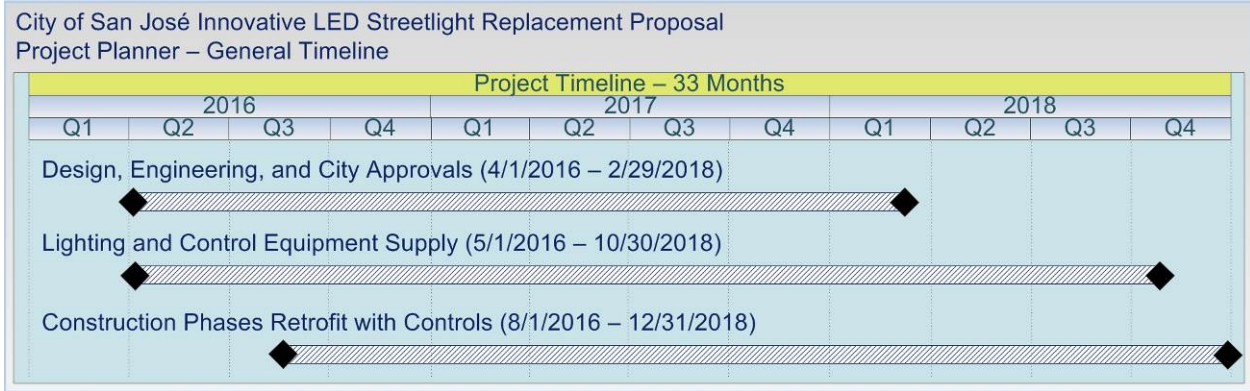 City of San José Innovative LED Streetlight Replacement Proposal
Project Planner – General Timeline
Project Timeline – 33 Months
2016 2017 2018
Q1 Q2 Q3 Q4 Q1 Q2 Q3 Q4 Q1 Q2 Q3 Q4
Design, Engineering, and City Approvals (4/1/2016 – 2/29/2018)
Lighting and Control Equipment Supply (5/1/2016 – 10/30/2018)
Construction Phases Retrofit with Controls (8/1/2016 – 12/31/2018)